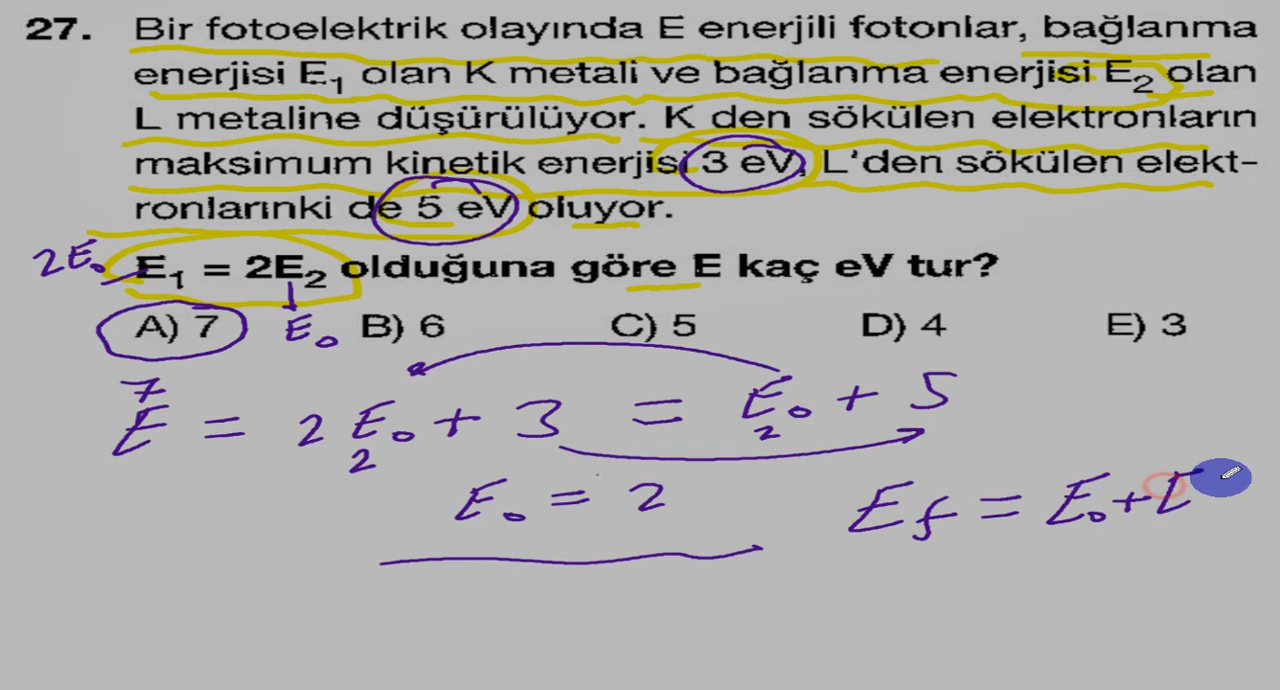 27. Bir fotoelektrik olayında E enerjili fotonlar, bağlanma
enerjisi E₁ olan K metali ve bağlanma enerjisi E₂ olan
L metaline düşürülüyor. K den sökülen elektronların
maksimum kinetik enerjisi 3 eV, L'den sökülen elekt-
ronlarınki de 5 eV oluyor.
2E₀ E₁ = 2E₂ olduğuna göre E kaç eV tur?
A) 7 E₀ B) 6 C) 5 D) 4 E) 3
7
E = 2E₀ + 3 = E₀ + 5
2 2
E₀ = 2
Ef = E₀ + E